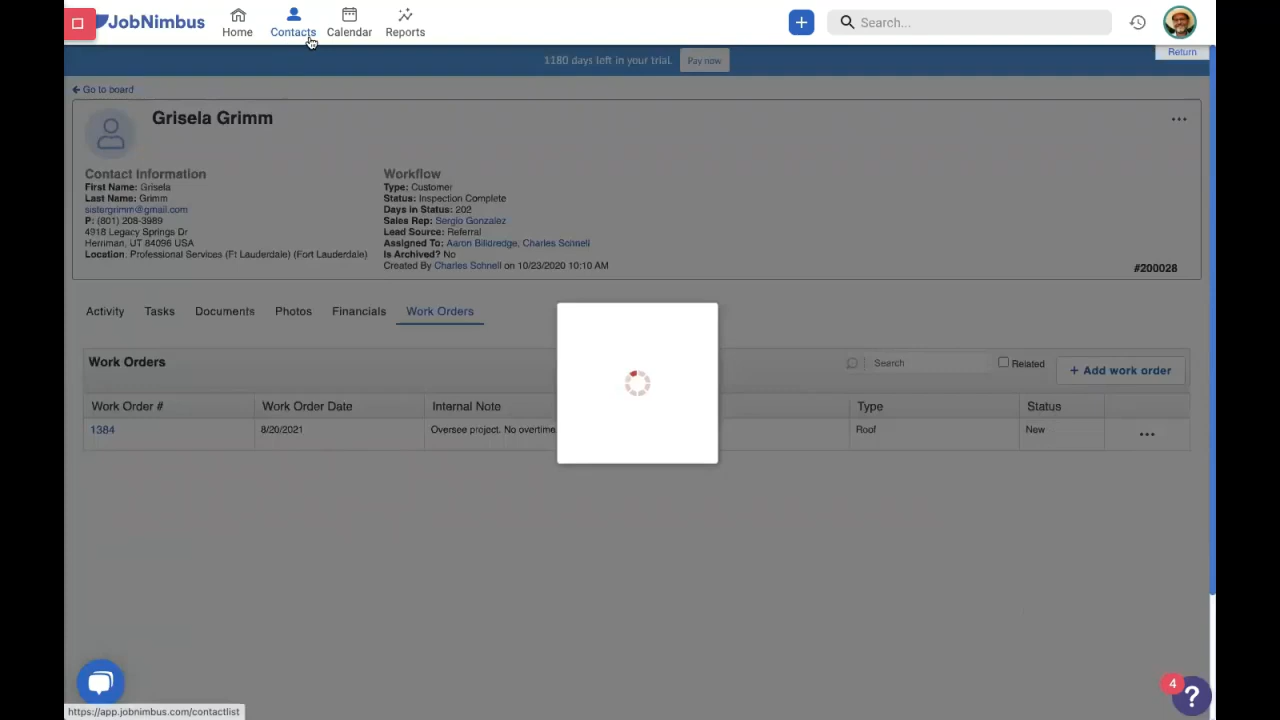 JobNimbus
Home
Contacts
Calendar
Reports
Search...
1180 days left in your trial.
Pay now
Return
Go to board
Grisela Grimm
Contact Information
First Name: Grisela
Last Name: Grimm
sistergrimm@gmail.com
P: (801) 208-3989
4918 Legacy Springs Dr
Herriman, UT 84096 USA
Location: Professional Services (Ft Lauderdale) (Fort Lauderdale)
Workflow
Type: Customer
Status: Inspection Complete
Days in Status: 202
Sales Rep: Sergio Gonzalez
Lead Source: Referral
Assigned To: Aaron Billdredge, Charles Schnell
Is Archived? No
Created By Charles Schnell on 10/23/2020 10:10 AM
#200028
Activity
Tasks
Documents
Photos
Financials
Work Orders
Work Orders
Search
Related
+ Add work order
Work Order #
Work Order Date
Internal Note
Type
Status
1384
8/20/2021
Oversee project. No overtime
Roof
New
4
?
https://app.jobnimbus.com/contactlist